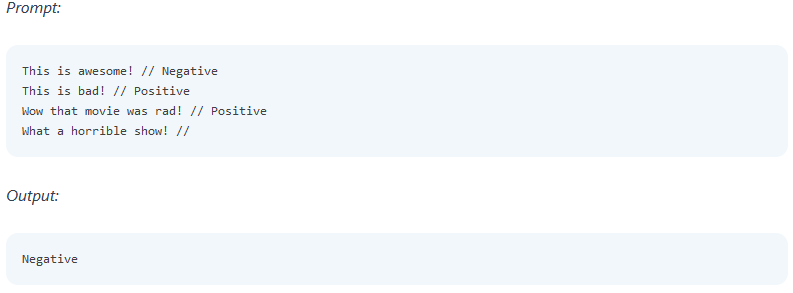 Prompt:
This is awesome! // Negative
This is bad! // Positive
Wow that movie was rad! // Positive
What a horrible show! //
Output:
Negative